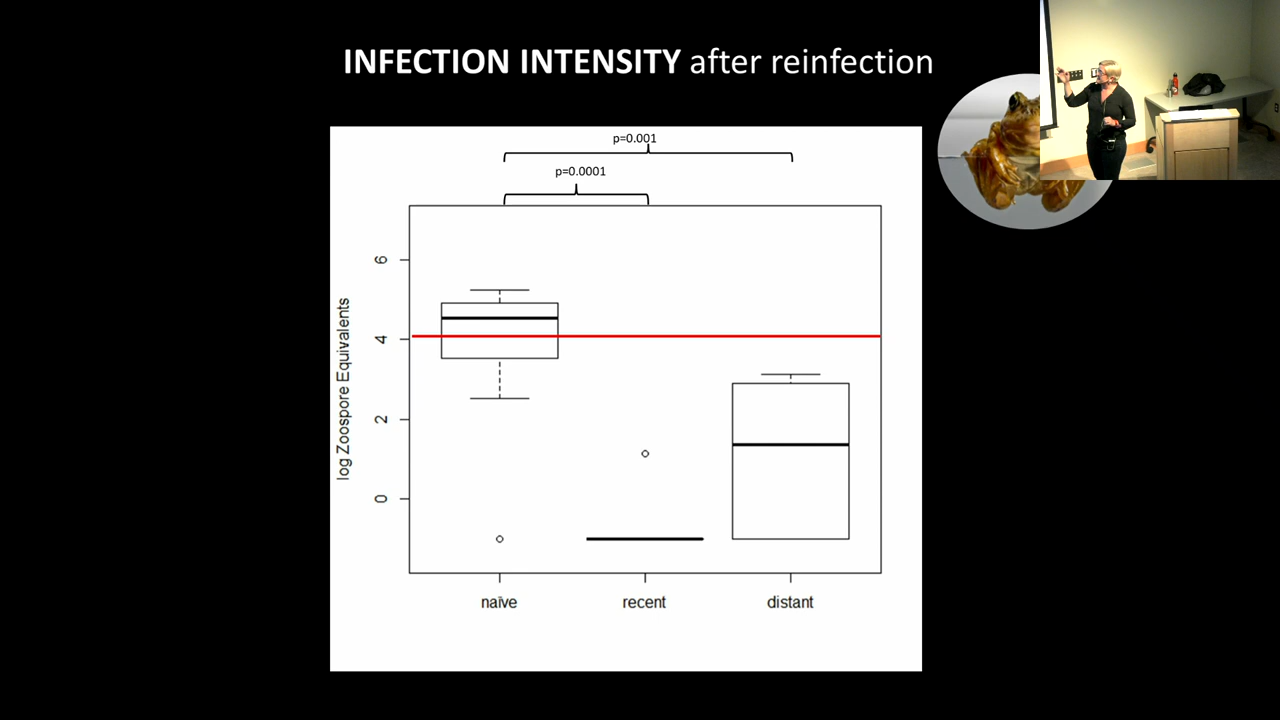 INFECTION INTENSITY after reinfection
p=0.001
p=0.0001
log Zoospore Equivalents
6
4
2
0
naïve
recent
distant